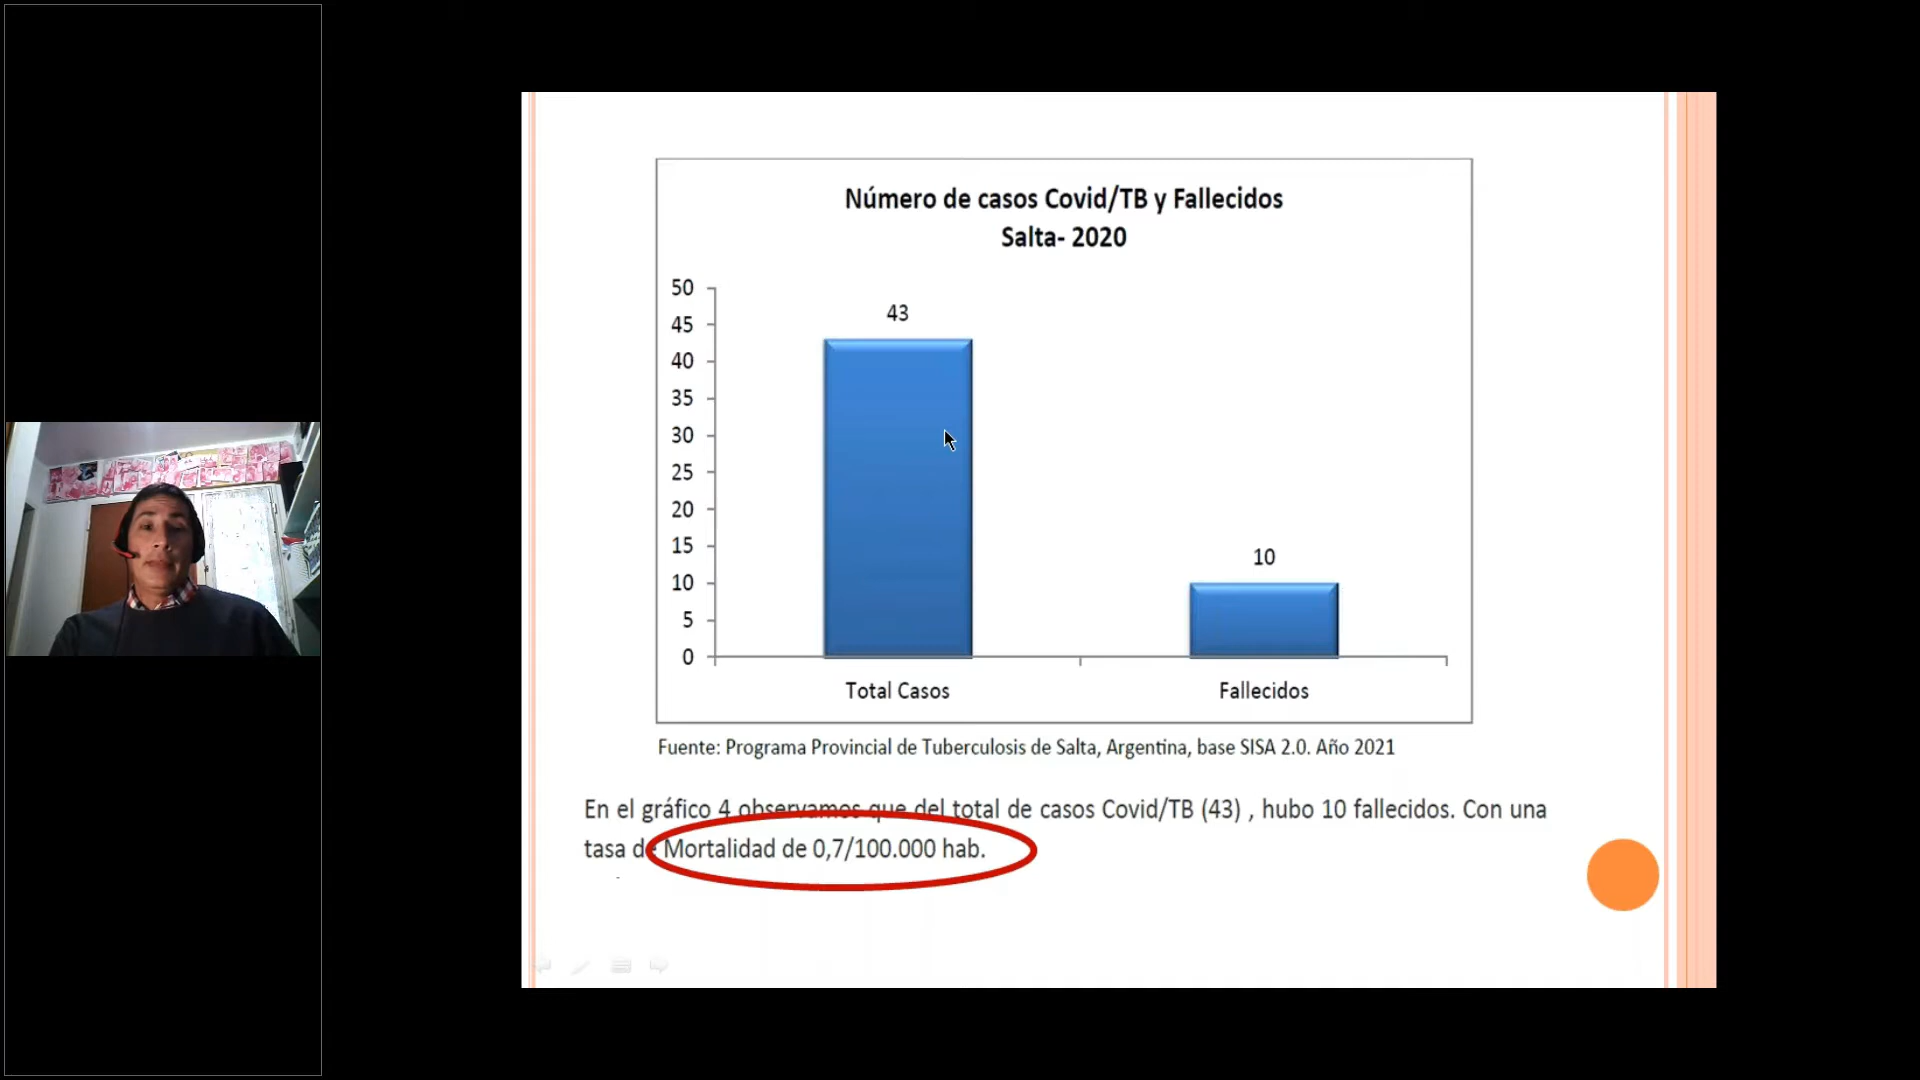 Número de casos Covid/TB y Fallecidos
Salta- 2020
50
45
40
35
30
25
20
15
10
5
0
43
10
Total Casos
Fallecidos
Fuente: Programa Provincial de Tuberculosis de Salta, Argentina, base SISA 2.0. Año 2021
En el gráfico 4 observamos que del total de casos Covid/TB (43) , hubo 10 fallecidos. Con una
tasa de Mortalidad de 0,7/100.000 hab.